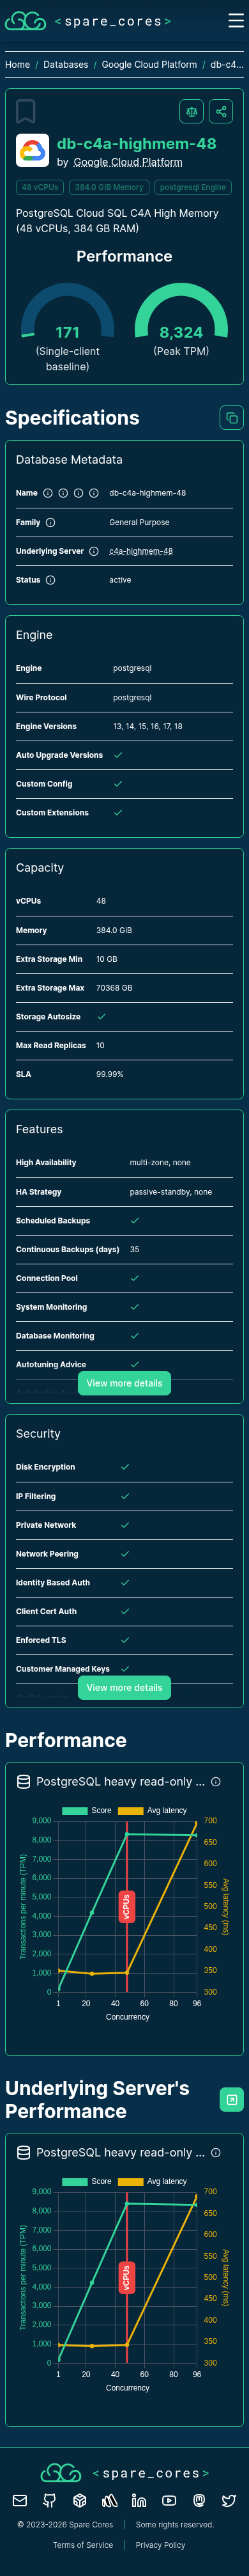 <spare_cores>
Home / Databases / Google Cloud Platform / db-c4...
db-c4a-highmem-48
by Google Cloud Platform
48 vCPUs
384.0 GiB Memory
postgresql Engine
PostgreSQL Cloud SQL C4A High Memory
(48 vCPUs, 384 GB RAM)
Performance
171
(Single-client
baseline)
8,324
(Peak TPM)
Specifications
Database Metadata
Name db-c4a-highmem-48
Family General Purpose
Underlying Server c4a-highmem-48
Status active
Engine
Engine postgresql
Wire Protocol postgresql
Engine Versions 13, 14, 15, 16, 17, 18
Auto Upgrade Versions
Custom Config
Custom Extensions
Capacity
vCPUs 48
Memory 384.0 GiB
Extra Storage Min 10 GB
Extra Storage Max 70368 GB
Storage Autosize
Max Read Replicas 10
SLA 99.99%
Features
High Availability multi-zone, none
HA Strategy passive-standby, none
Scheduled Backups
Continuous Backups (days) 35
Connection Pool
System Monitoring
Database Monitoring
Autotuning Advice
View more details
Security
Disk Encryption
IP Filtering
Private Network
Network Peering
Identity Based Auth
Client Cert Auth
Enforced TLS
Customer Managed Keys
View more details
Performance
PostgreSQL heavy read-only ...
Score Avg latency
Transactions per minute (TPM)
9,000
8,000
7,000
6,000
5,000
4,000
3,000
2,000
1,000
0
vCPUs
700
650
600
550
500
450
400
350
300
Avg latency (ms)
1 20 40 60 80 96
Concurrency
Underlying Server's
Performance
PostgreSQL heavy read-only ...
Score Avg latency
Transactions per minute (TPM)
9,000
8,000
7,000
6,000
5,000
4,000
3,000
2,000
1,000
0
vCPUs
700
650
600
550
500
450
400
350
300
Avg latency (ms)
1 20 40 60 80 96
Concurrency
<spare_cores>
© 2023-2026 Spare Cores | Some rights reserved.
Terms of Service | Privacy Policy